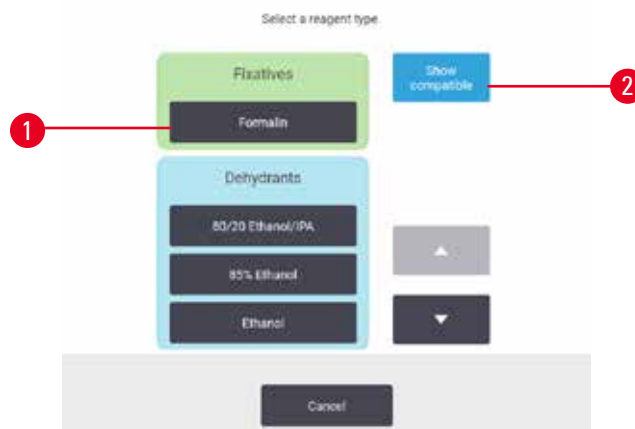 Select a reagent type.
Fixatives
Show
compatible
1
2
Formalin
Dehydrants
80/20 Ethanol/IPA
85% Ethanol
Ethanol
Cancel